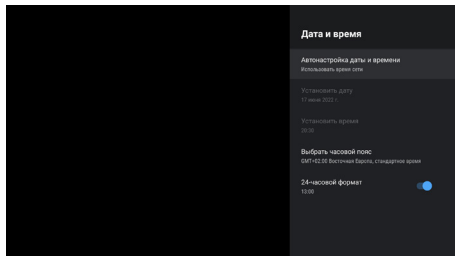 Дата и время
Автонастройка даты и времени
Использовать время сети
Установить дату
17 июня 2022 г.
Установить время
20:30
Выбрать часовой пояс
GMT+02:00 Восточная Европа, стандартное время
24-часовой формат
13:00